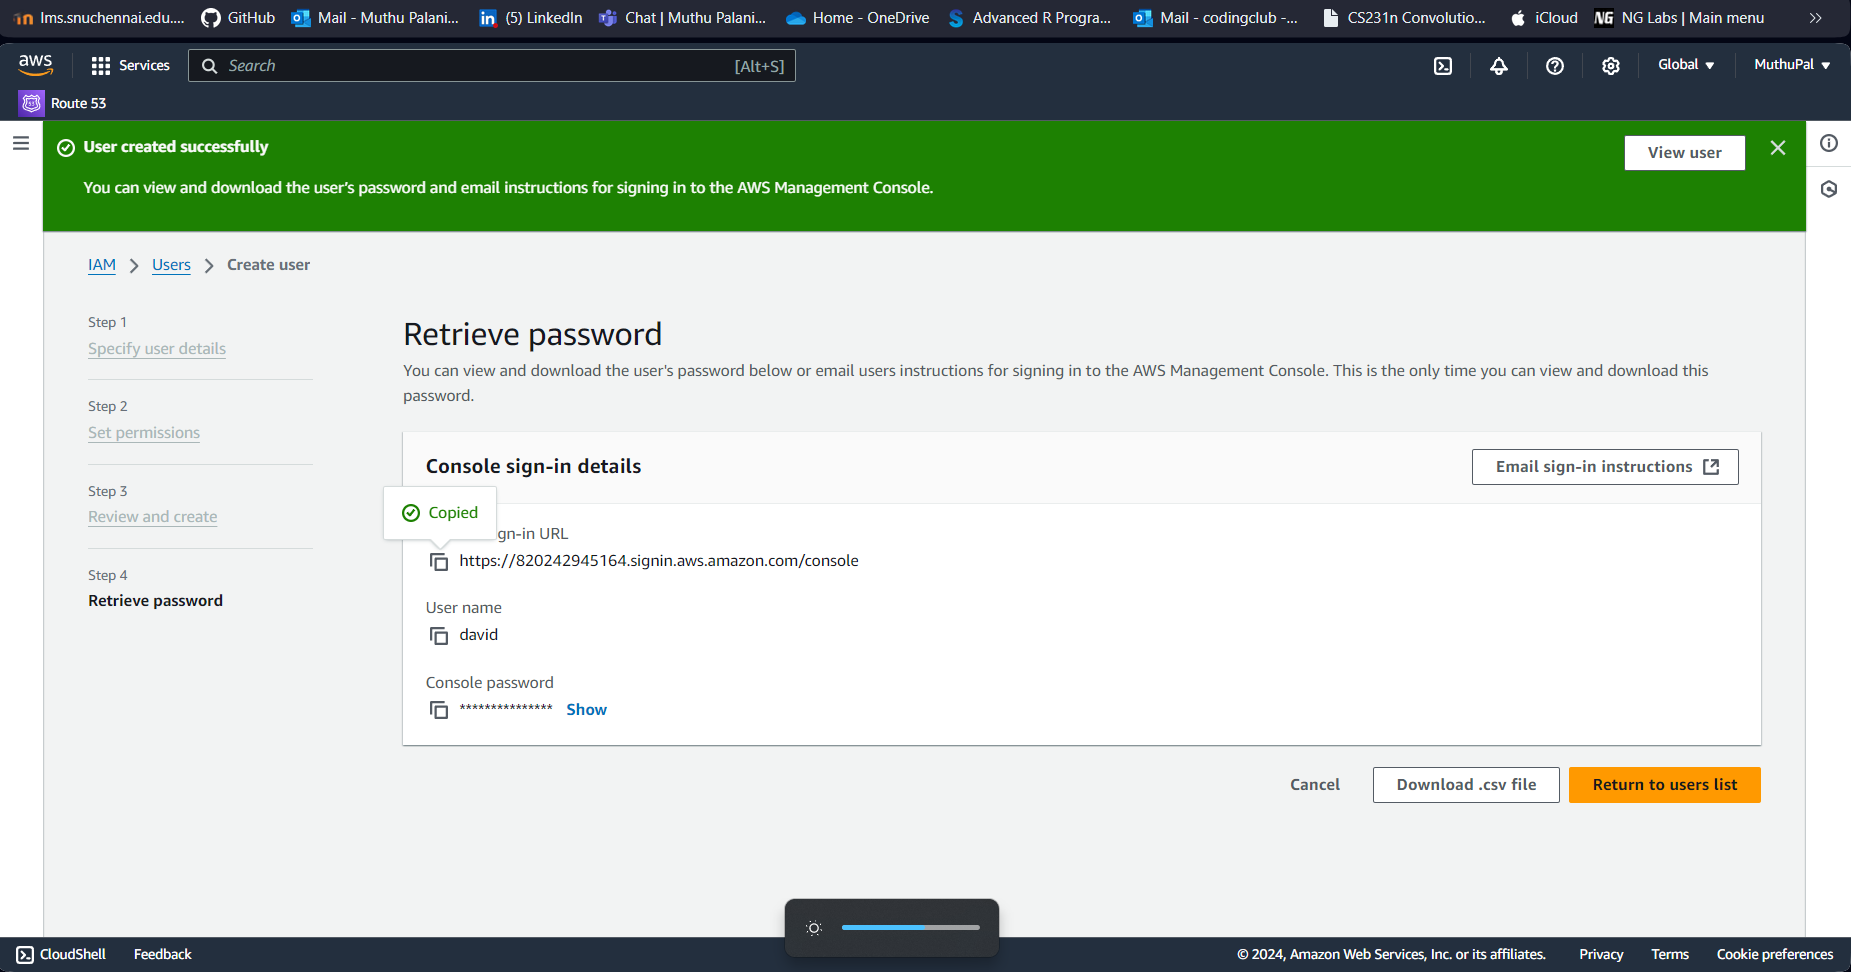 lms.snuchennai.edu.... GitHub Mail - Muthu Palani... (5) LinkedIn Chat | Muthu Palani... Home - OneDrive Advanced R Progra... Mail - codingclub -... CS231n Convolutio... iCloud NG NG Labs | Main menu
aws Services Search [Alt+S] Global MuthuPal
Route 53
User created successfully
View user
You can view and download the user's password and email instructions for signing in to the AWS Management Console.
IAM Users Create user
Step 1
Specify user details
Step 2
Set permissions
Step 3
Review and create
Step 4
Retrieve password
Retrieve password
You can view and download the user's password below or email users instructions for signing in to the AWS Management Console. This is the only time you can view and download this
password.
Console sign-in details
Email sign-in instructions
Copied
gn-in URL
https://820242945164.signin.aws.amazon.com/console
User name
david
Console password
*************** Show
Cancel Download .csv file Return to users list
CloudShell Feedback © 2024, Amazon Web Services, Inc. or its affiliates. Privacy Terms Cookie preferences